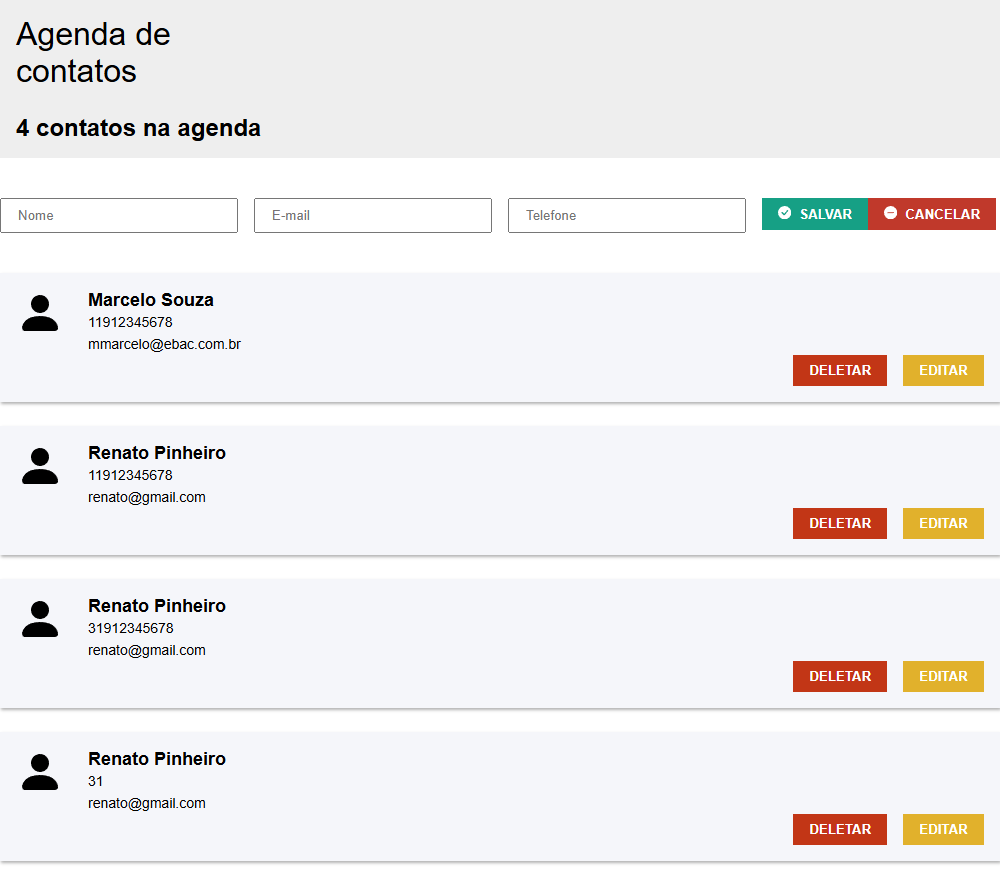 Agenda de
contatos
4 contatos na agenda
Nome E-mail Telefone SALVAR CANCELAR
Marcelo Souza
11912345678
mmarcelo@ebac.com.br
DELETAR EDITAR
Renato Pinheiro
11912345678
renato@gmail.com
DELETAR EDITAR
Renato Pinheiro
31912345678
renato@gmail.com
DELETAR EDITAR
Renato Pinheiro
31
renato@gmail.com
DELETAR EDITAR